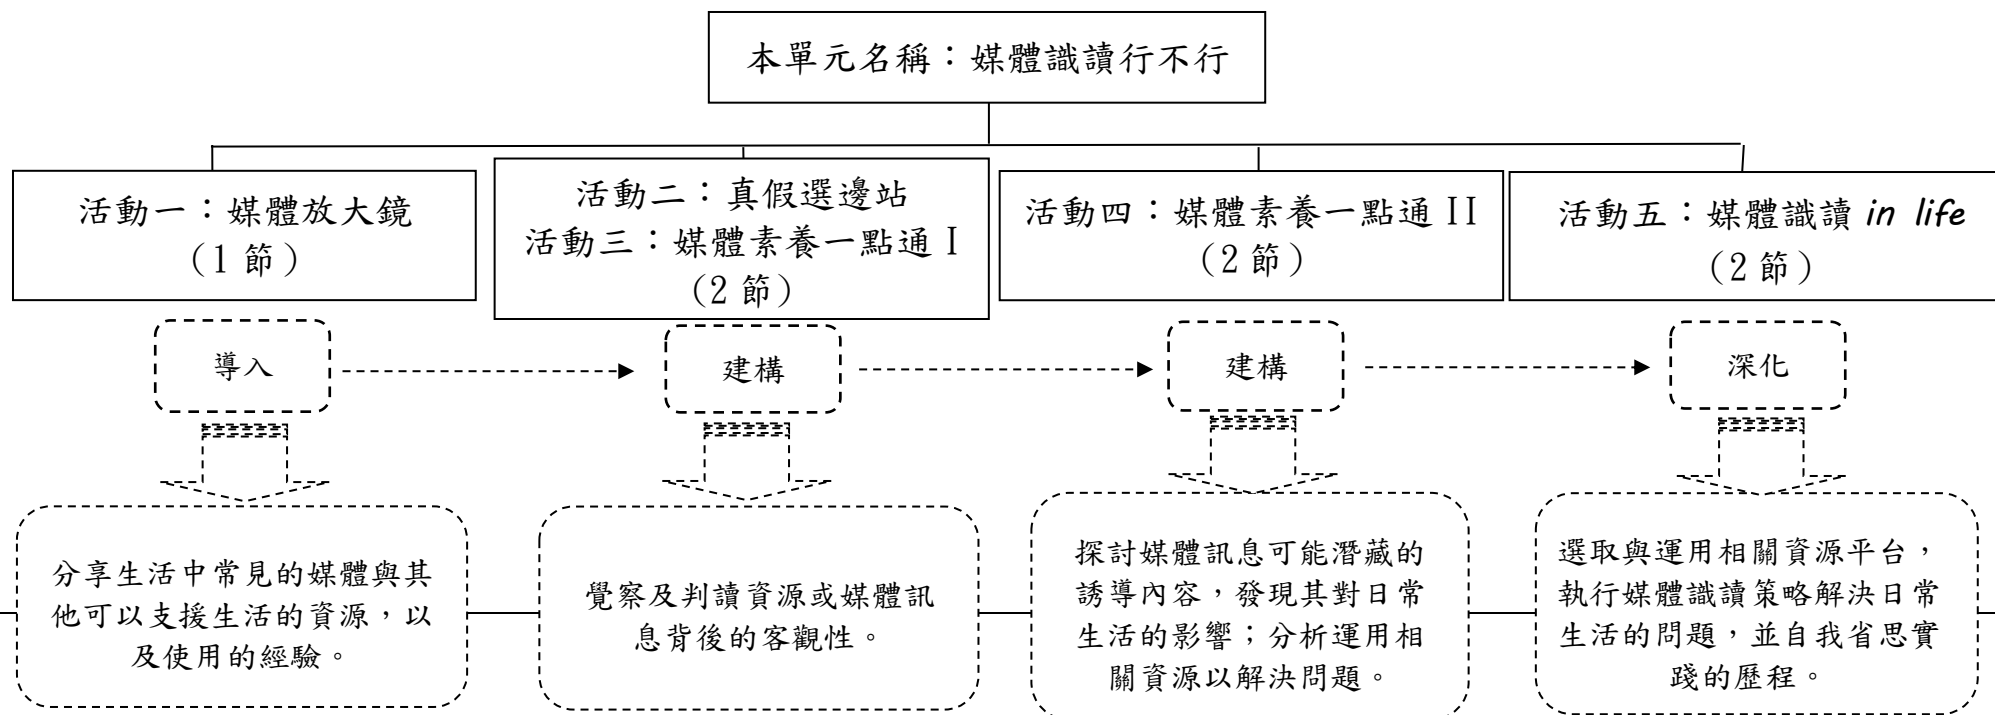 本單元名稱：媒體識讀行不行
活動一：媒體放大鏡
（1 節）
活動二：真假選邊站
活動三：媒體素養一點通 I
（2 節）
活動四：媒體素養一點通 II
（2 節）
活動五：媒體識讀 in life
（2 節）
導入
建構
建構
深化
分享生活中常見的媒體與其
他可以支援生活的資源，以
及使用的經驗。
覺察及判讀資源或媒體訊
息背後的客觀性。
探討媒體訊息可能潛藏的
誘導內容，發現其對日常
生活的影響；分析運用相
關資源以解決問題。
選取與運用相關資源平台，
執行媒體識讀策略解決日常
生活的問題，並自我省思實
踐的歷程。